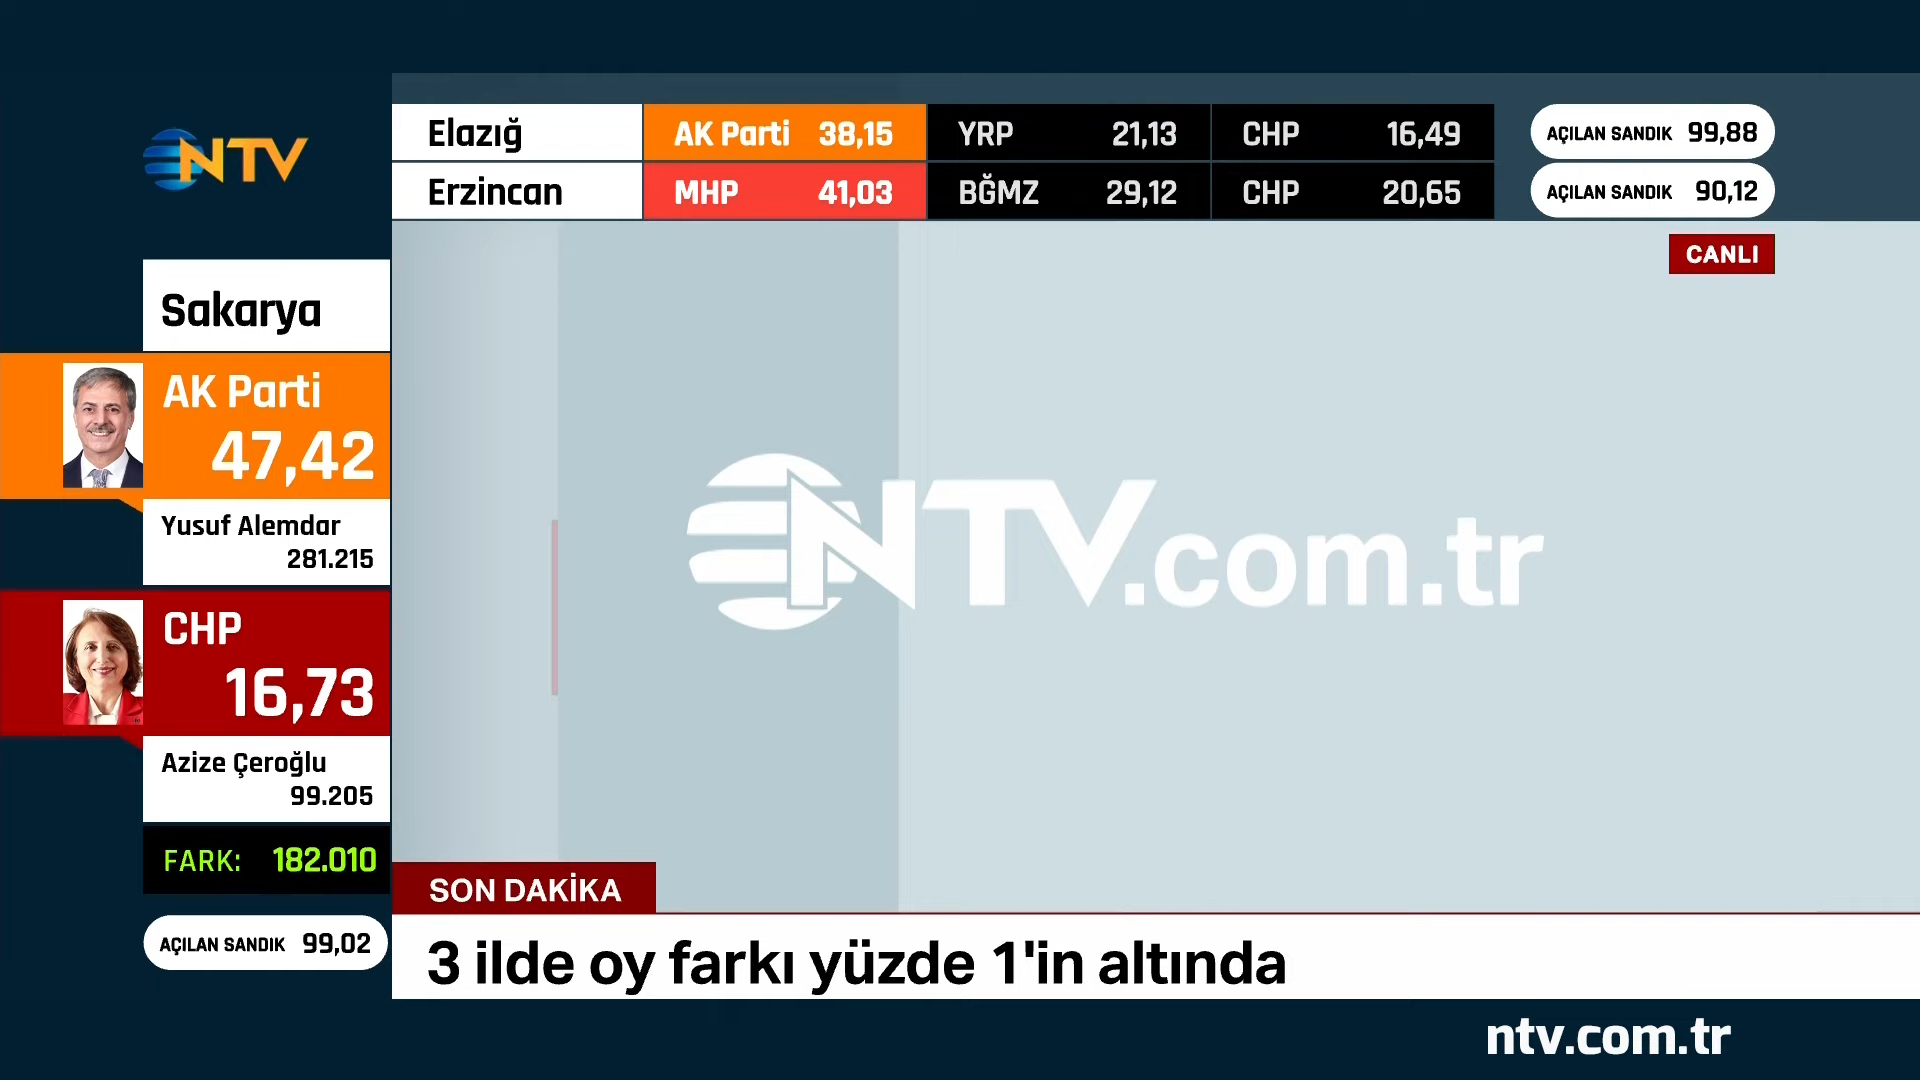 Elazığ AK Parti 38,15 YRP 21,13 CHP 16,49 AÇILAN SANDIK 99,88
Erzincan MHP 41,03 BĞMZ 29,12 CHP 20,65 AÇILAN SANDIK 90,12
NTV
CANLI
Sakarya
AK Parti
47,42
Yusuf Alemdar
281.215
CHP
16,73
Azize Çeroğlu
99.205
FARK: 182.010
AÇILAN SANDIK 99,02
NTV.com.tr
SON DAKİKA
3 ilde oy farkı yüzde 1'in altında
ntv.com.tr